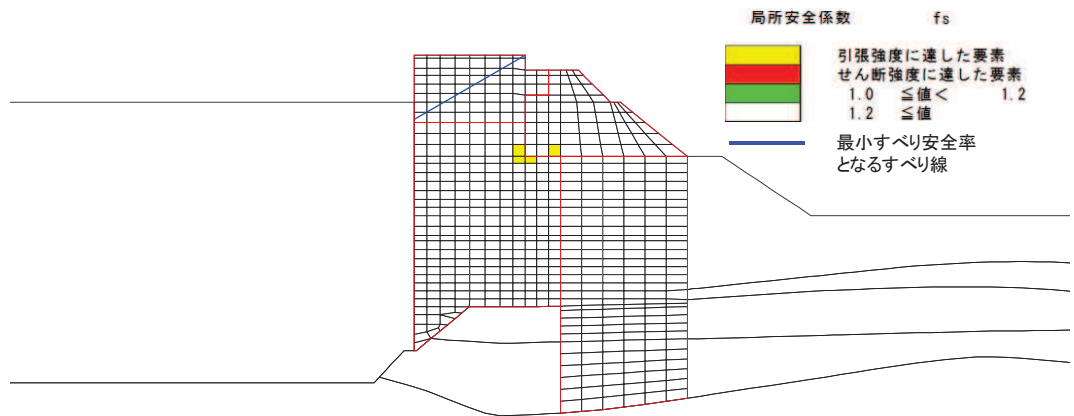 局所安全係数 fs
引張強度に達した要素
せん断強度に達した要素
1.0 ≦値< 1.2
1.2 ≦値
最小すべり安全率
となるすべり線